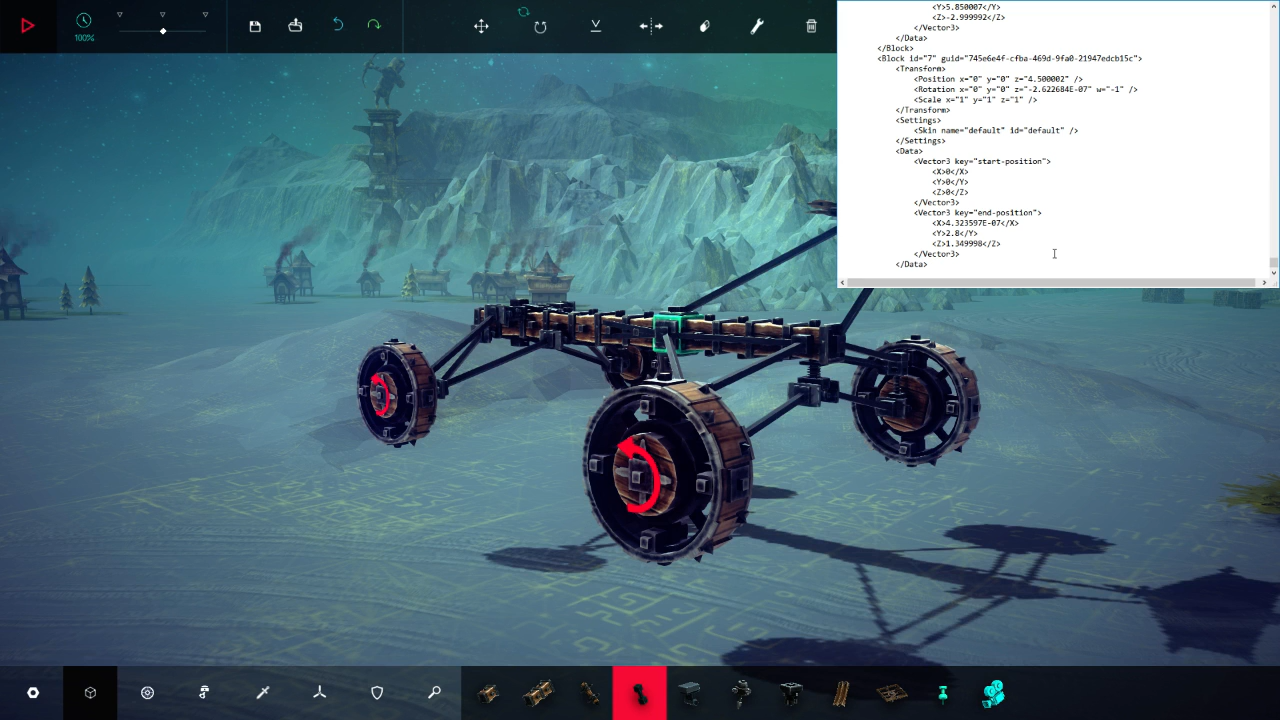 100%
<Y>5.850007</Y>
<Z>-2.999992</Z>
</Vector3>
</Data>
</Block>
<Block id="7" guid="745e6e4f-cfba-469d-9fa0-21947edcb15c">
<Transform>
<Position x="0" y="0" z="4.500002" />
<Rotation x="0" y="0" z="-2.622684E-07" w="-1" />
<Scale x="1" y="1" z="1" />
</Transform>
<Settings>
<Skin name="default" id="default" />
</Settings>
<Data>
<Vector3 key="start-position">
<X>0</X>
<Y>0</Y>
<Z>0</Z>
</Vector3>
<Vector3 key="end-position">
<X>4.323597E-07</X>
<Y>2.8</Y>
<Z>1.349998</Z>
</Vector3>
</Data>